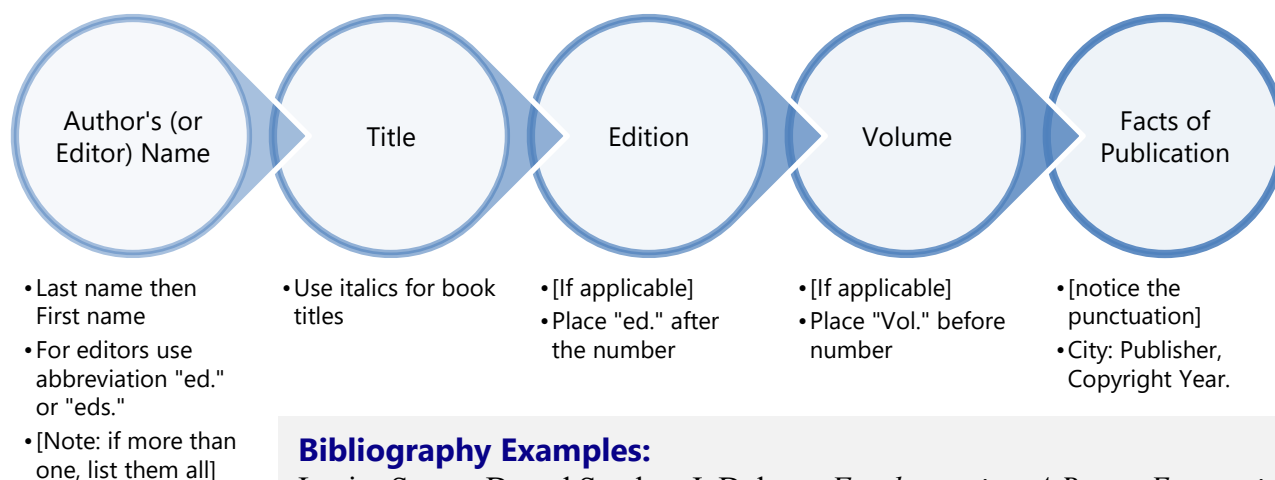 Author's (or
Editor) Name
Title
Edition
Volume
Facts of
Publication
•Last name then
First name
•For editors use
abbreviation "ed."
or "eds."
•[Note: if more than
one, list them all]
•Use italics for book
titles
•[If applicable]
•Place "ed." after
the number
•[If applicable]
•Place "Vol." before
number
•[notice the
punctuation]
•City: Publisher,
Copyright Year.
Bibliography Examples: